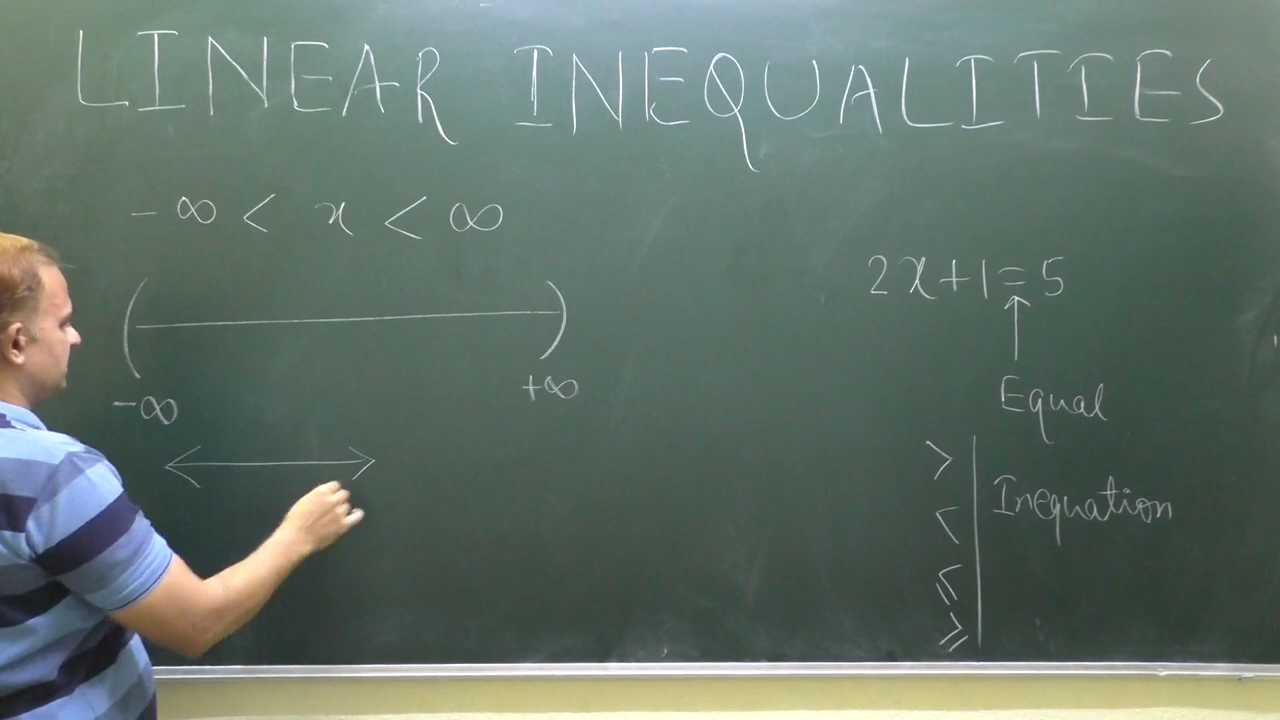 LINEAR INEQUALITIES
-∞ < x < ∞
2x+1=5
-∞
+∞
Equal
>
<
≤
≥
Inequation